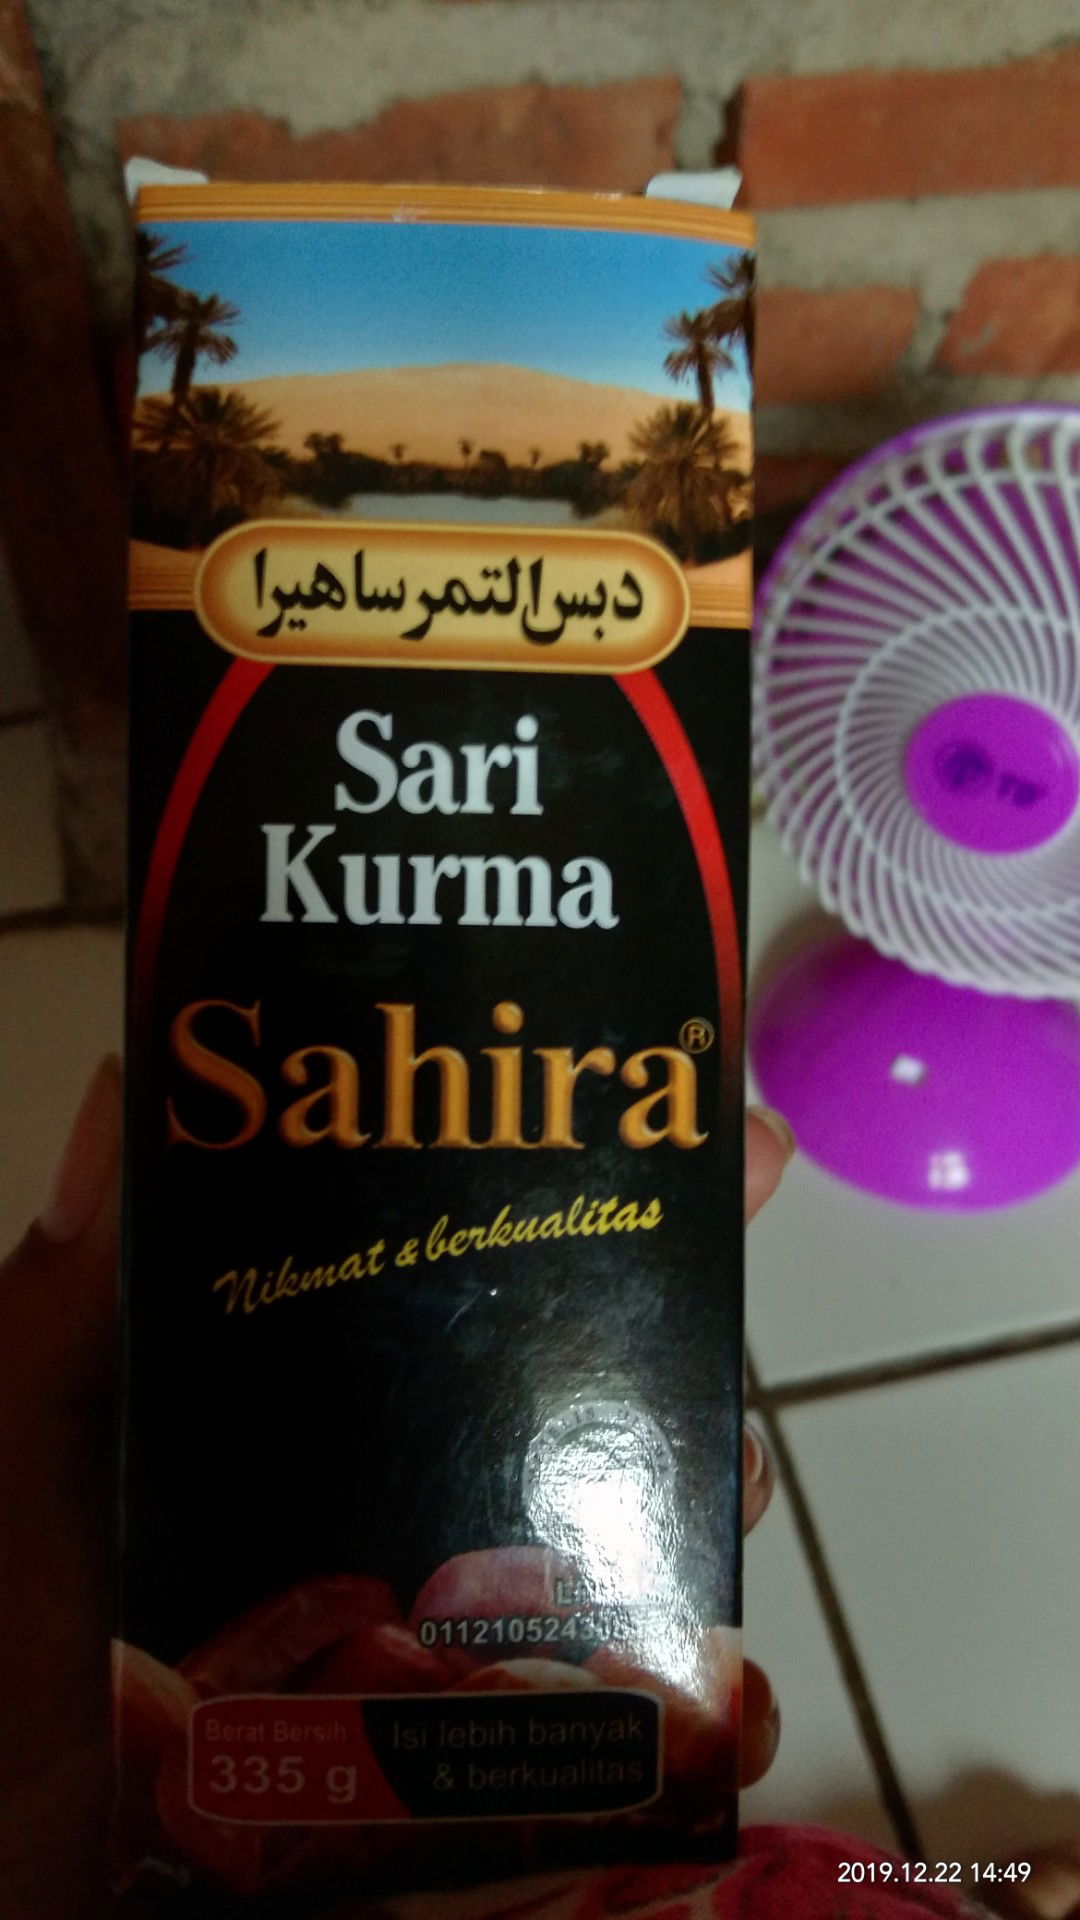 دبس التمر ساهيرا
Sari
Kurma
Sahira®
Nikmat & berkualitas
Berat Bersih :
335 g
Isi lebih banyak
& berkualitas
2019.12.22 14:49